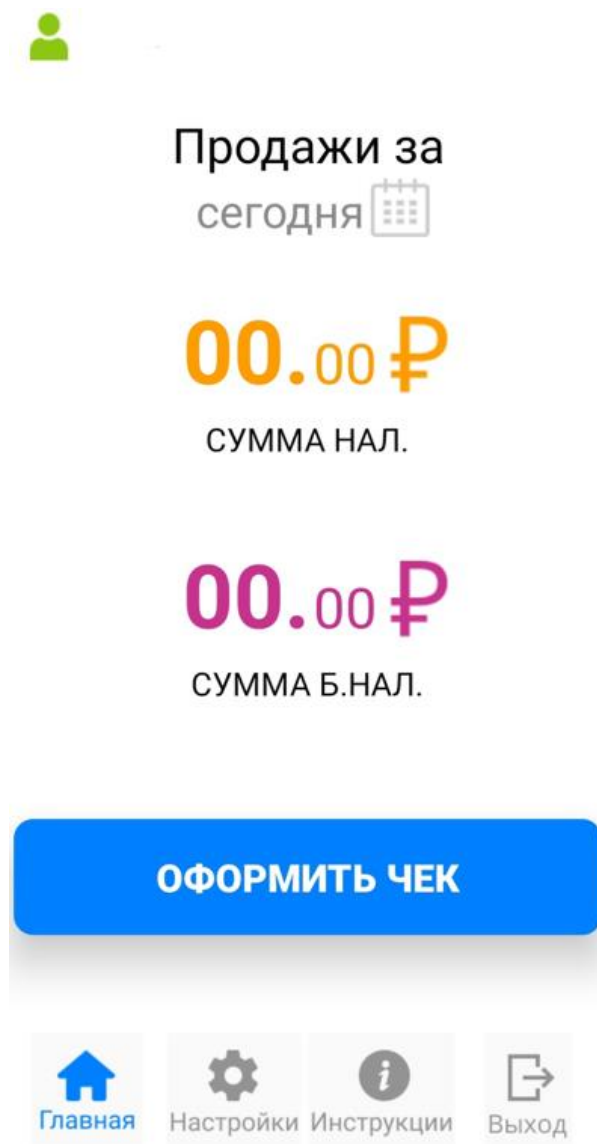 Продажи за
сегодня
00.00 ₽
СУММА НАЛ.
00.00 ₽
СУММА Б.НАЛ.
ОФОРМИТЬ ЧЕК
Главная Настройки Инструкции Выход